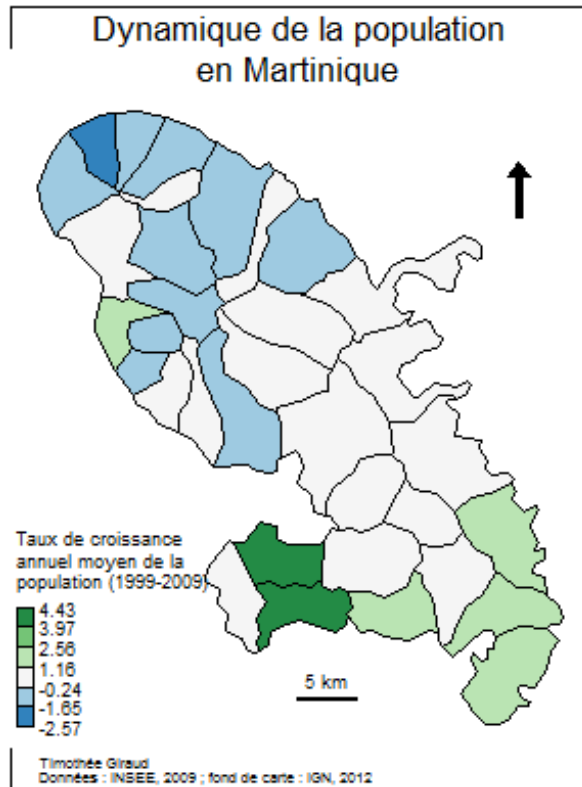 Dynamique de la population
en Martinique
Taux de croissance
annuel moyen de la
population (1999-2009)
4.43
3.97
2.56
1.16
-0.24
-1.65
-2.57
5 km
Timothée Giraud
Données : INSEE, 2009 ; fond de carte : IGN, 2012